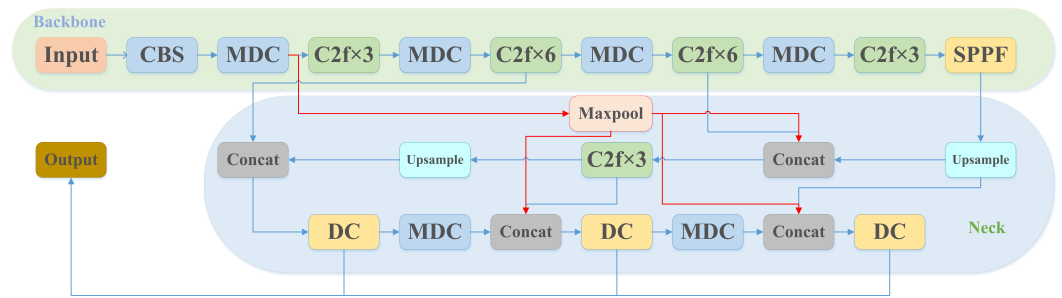 Backbone
Input CBS MDC C2f×3 MDC C2f×6 MDC C2f×6 MDC C2f×3 SPPF
Maxpool
Output Concat Upsample C2f×3 Concat Upsample
DC MDC Concat DC MDC Concat DC
Neck